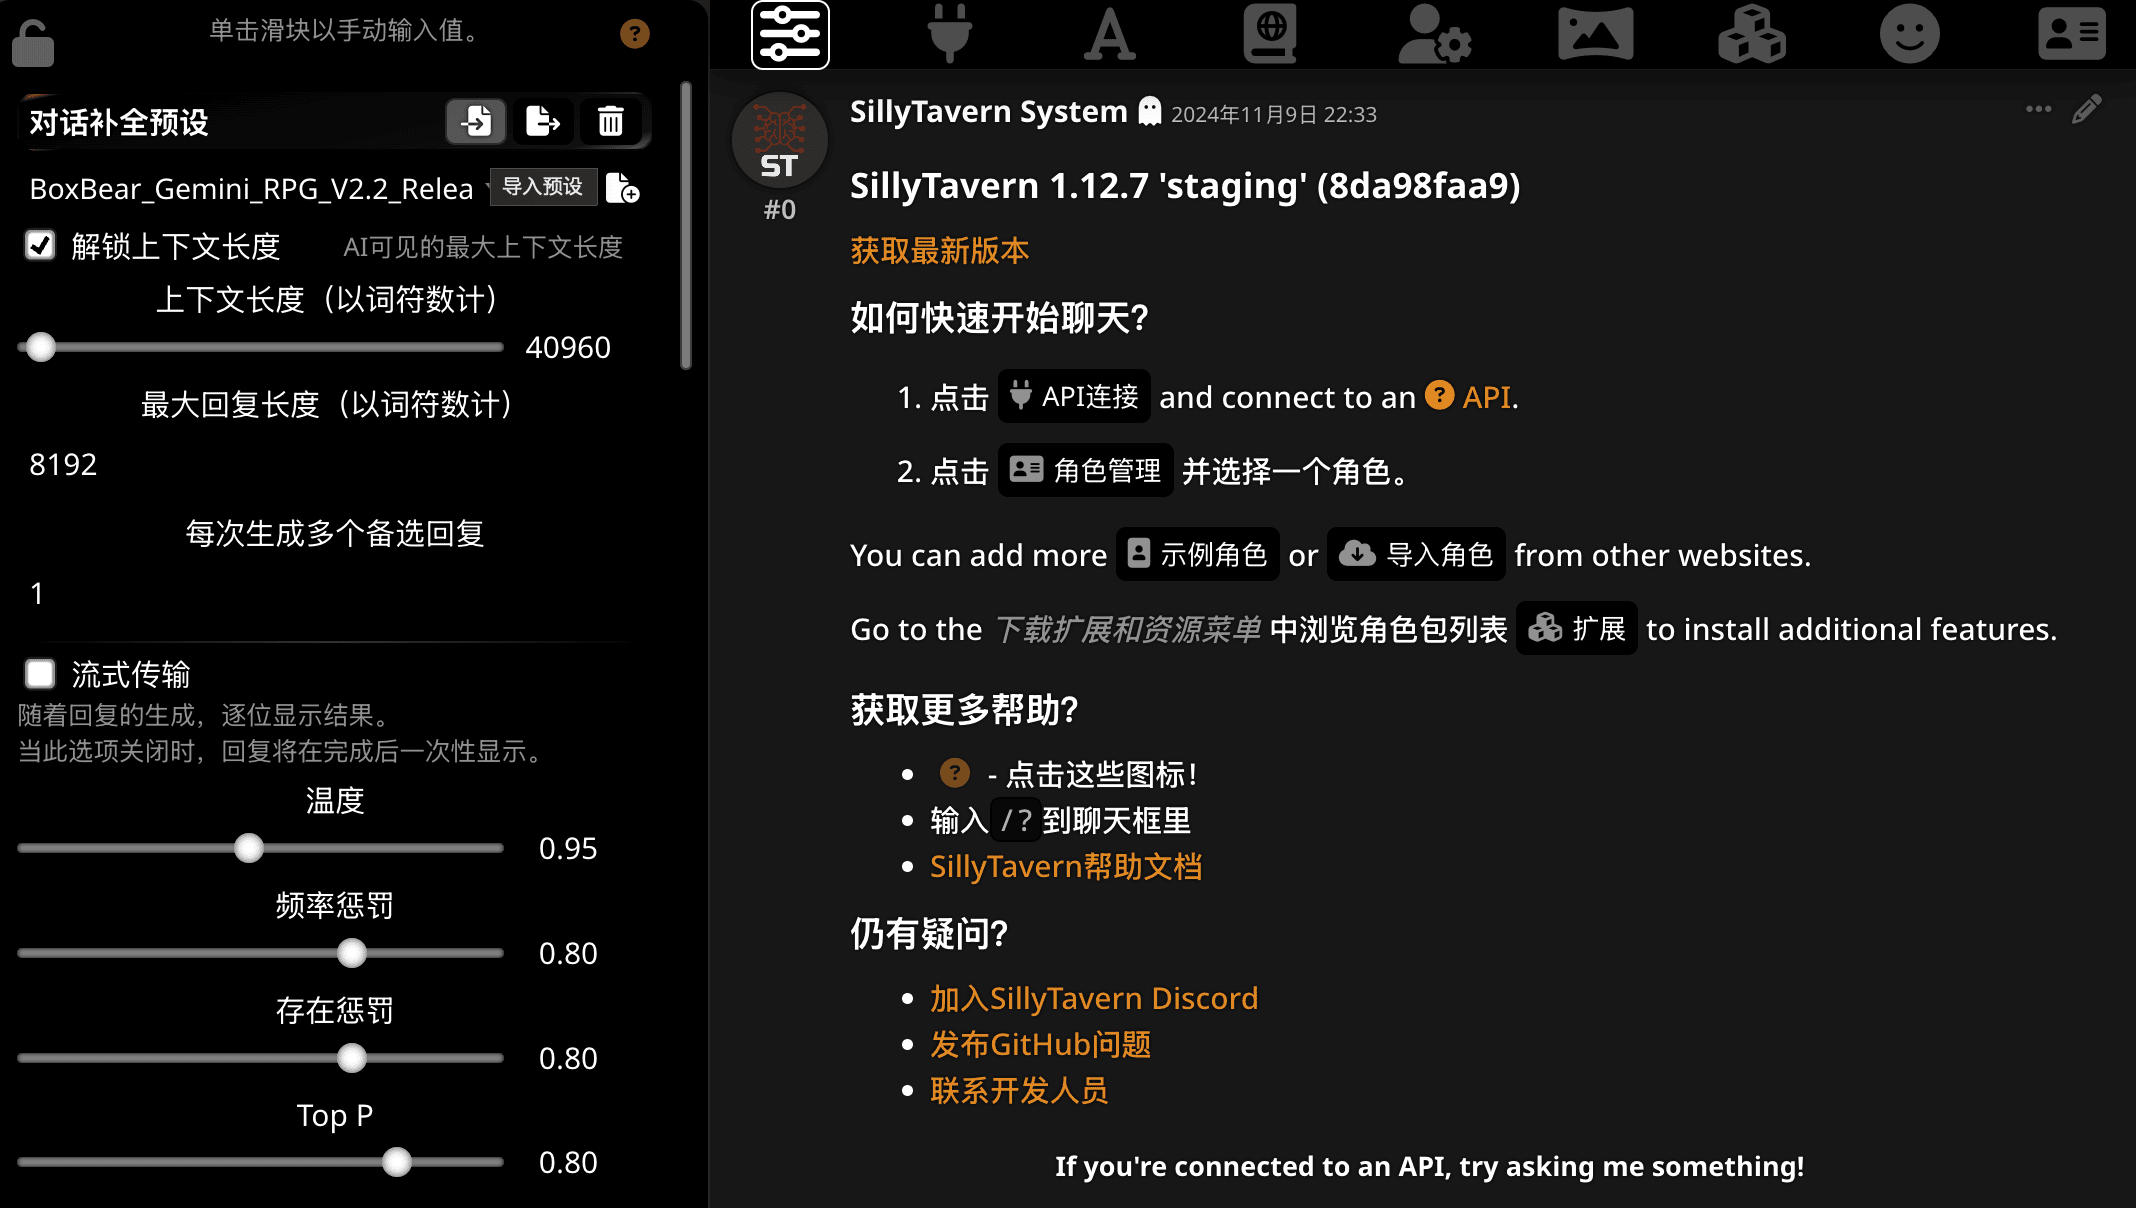 单击滑块以手动输入值。
对话补全预设
BoxBear_Gemini_RPG_V2.2_Relea
导入预设
解锁上下文长度
AI可见的最大上下文长度
上下文长度（以词符数计）
40960
最大回复长度（以词符数计）
8192
每次生成多个备选回复
1
流式传输
随着回复的生成，逐位显示结果。
当此选项关闭时，回复将在完成后一次性显示。
温度
0.95
频率惩罚
0.80
存在惩罚
0.80
Top P
0.80
ST
#0
SillyTavern System 2024年11月9日 22:33
SillyTavern 1.12.7 'staging' (8da98faa9)
获取最新版本
如何快速开始聊天？
1. 点击 API连接 and connect to an ? API.
2. 点击 角色管理 并选择一个角色。
You can add more 示例角色 or 导入角色 from other websites.
Go to the 下载扩展和资源菜单 中浏览角色包列表 扩展 to install additional features.
获取更多帮助？
? - 点击这些图标！
输入 /? 到聊天框里
SillyTavern帮助文档
仍有疑问？
加入SillyTavern Discord
发布GitHub问题
联系开发人员
If you're connected to an API, try asking me something!